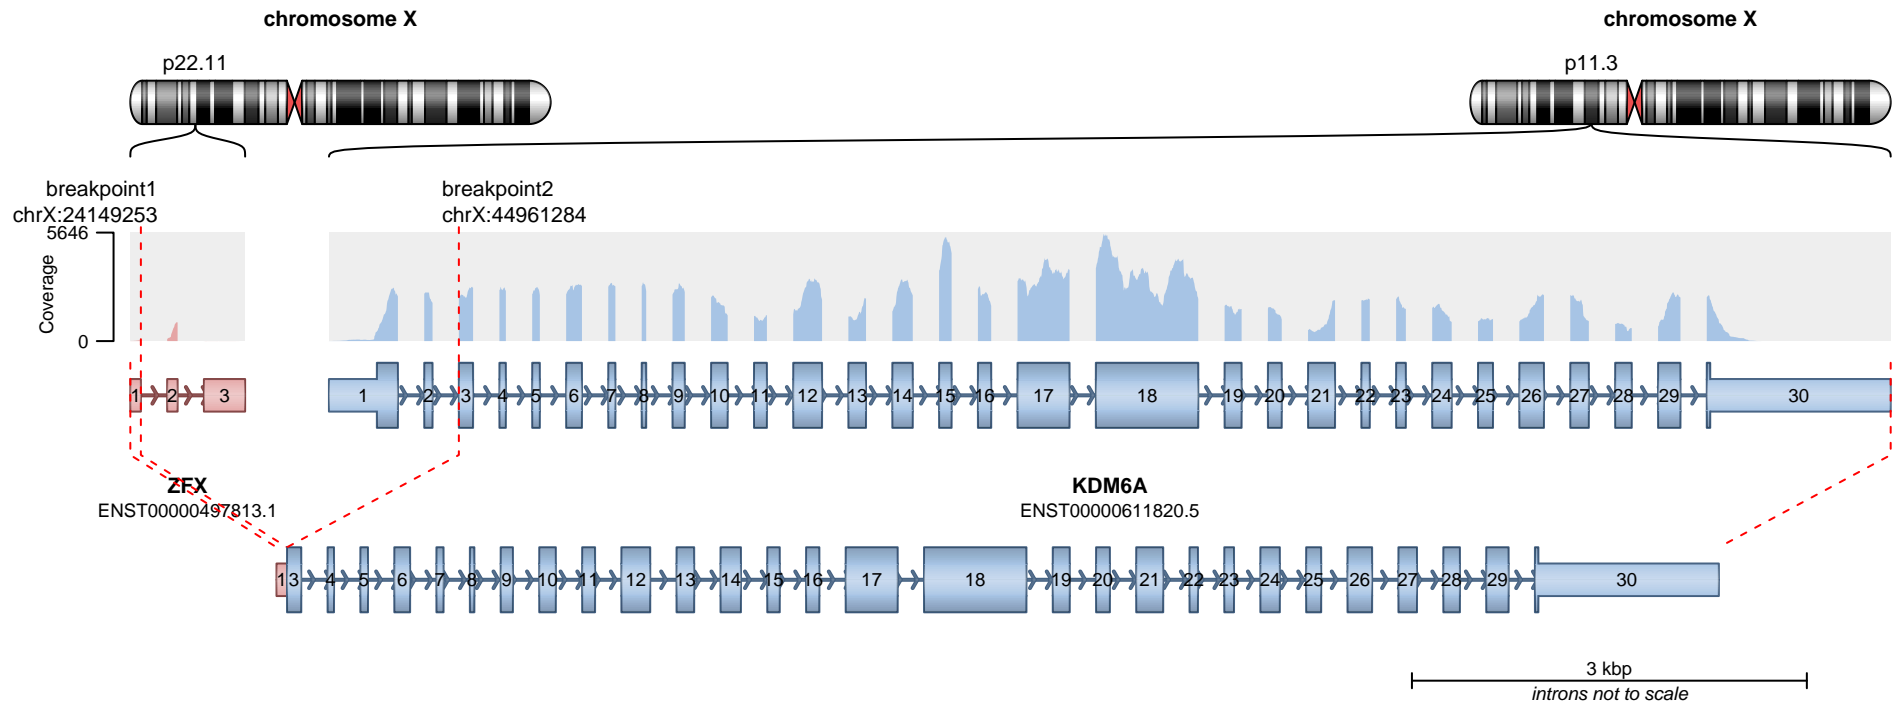 chromosome X
chromosome X
p22.11
p11.3
breakpoint1
chrX:24149253
breakpoint2
chrX:44961284
5646
Coverage
0
1 2 3
1 2 3 4 5 6 7 8 9 10 11 12 13 14 15 16 17 18 19 20 21 22 23 24 25 26 27 28 29 30
ZFX
ENST00000497813.1
KDM6A
ENST00000611820.5
1 3 4 5 6 7 8 9 10 11 12 13 14 15 16 17 18 19 20 21 22 23 24 25 26 27 28 29 30
3 kbp
introns not to scale